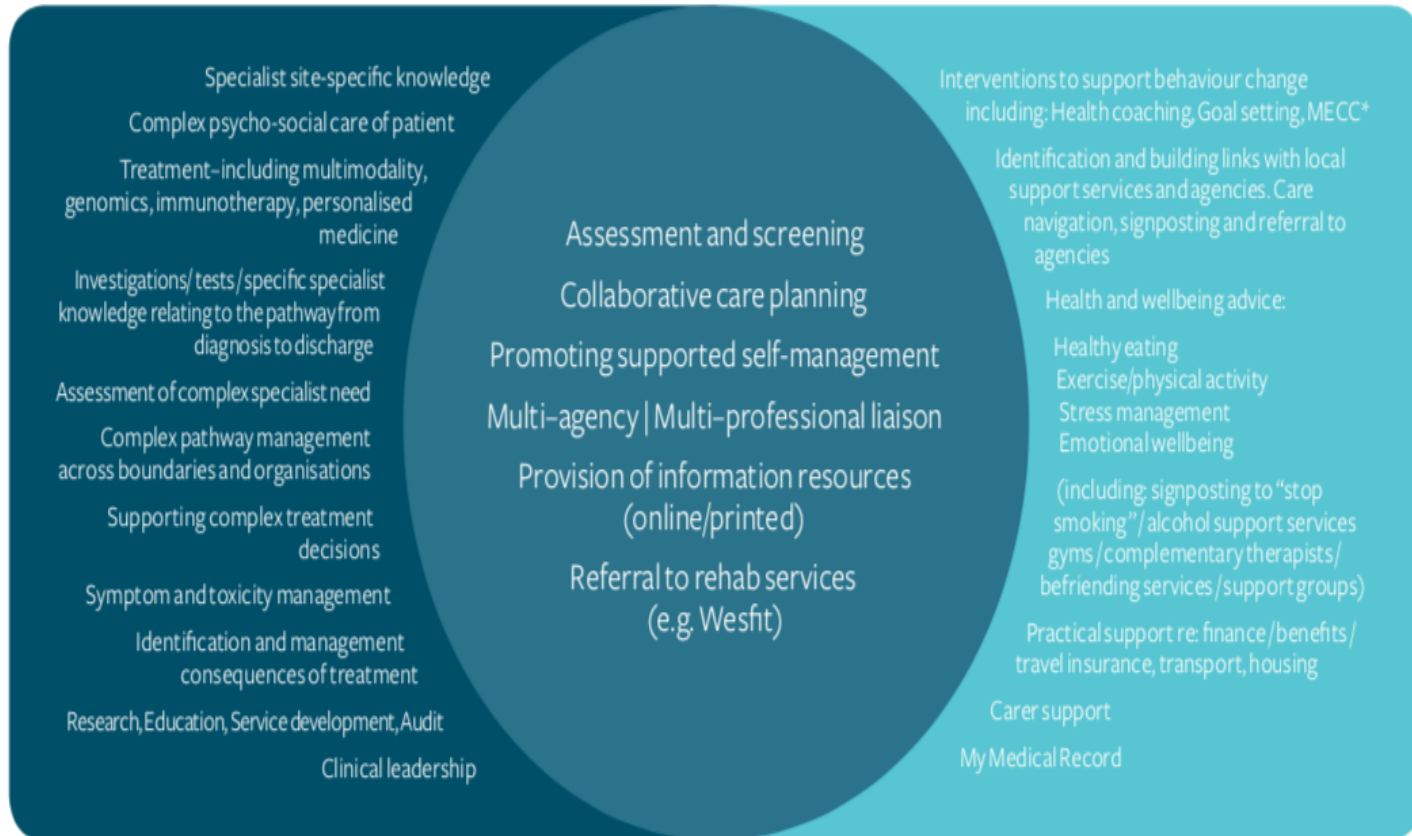 Specialist site-specific knowledge
Complex psycho-social care of patient
Treatment–including multimodality,
genomics, immunotherapy, personalised
medicine
Investigations/ tests / specific specialist
knowledge relating to the pathway from
diagnosis to discharge
Assessment of complex specialist need
Complex pathway management
across boundaries and organisations
Supporting complex treatment
decisions
Symptom and toxicity management
Identification and management
consequences of treatment
Research, Education, Service development, Audit
Clinical leadership
Assessment and screening
Collaborative care planning
Promoting supported self-management
Multi–agency | Multi–professional liaison
Provision of information resources
(online/printed)
Referral to rehab services
(e.g. Wesfit)
Interventions to support behaviour change
including: Health coaching, Goal setting, MECC*
Identification and building links with local
support services and agencies. Care
navigation, signposting and referral to
agencies
Health and wellbeing advice:
Healthy eating
Exercise/physical activity
Stress management
Emotional wellbeing
(including: signposting to “stop
smoking” / alcohol support services
gyms / complementary therapists /
befriending services / support groups)
Practical support re: finance / benefits /
travel insurance, transport, housing
Carer support
My Medical Record